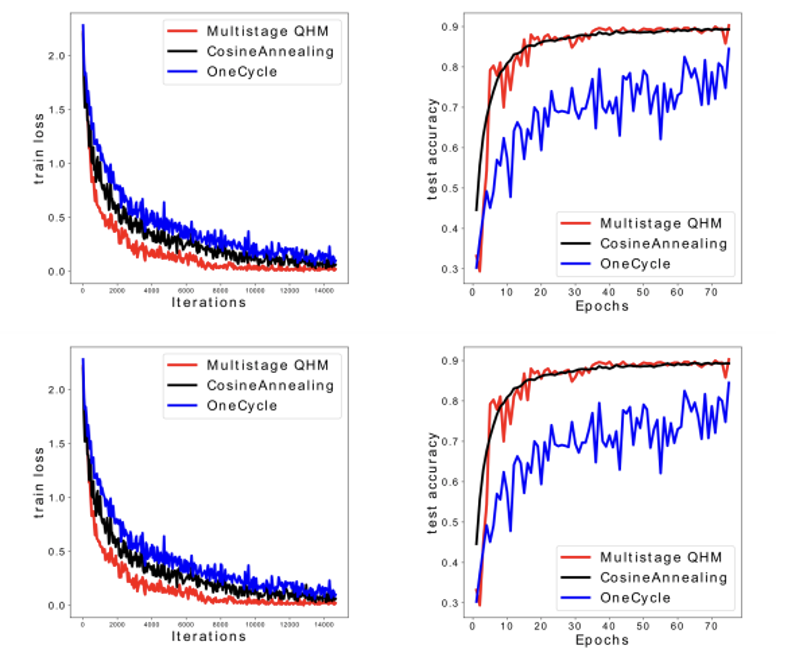 Multistage QHM
CosineAnnealing
OneCycle
train loss
2.0
1.5
1.0
0.5
0.0
0 2000 4000 6000 8000 10000 12000 14000
Iterations
0.9
0.8
0.7
0.6
0.5
0.4
0.3
test accuracy
Multistage QHM
CosineAnnealing
OneCycle
0 10 20 30 40 50 60 70
Epochs
Multistage QHM
CosineAnnealing
OneCycle
train loss
2.0
1.5
1.0
0.5
0.0
0 2000 4000 6000 8000 10000 12000 14000
Iterations
0.9
0.8
0.7
0.6
0.5
0.4
0.3
test accuracy
Multistage QHM
CosineAnnealing
OneCycle
0 10 20 30 40 50 60 70
Epochs